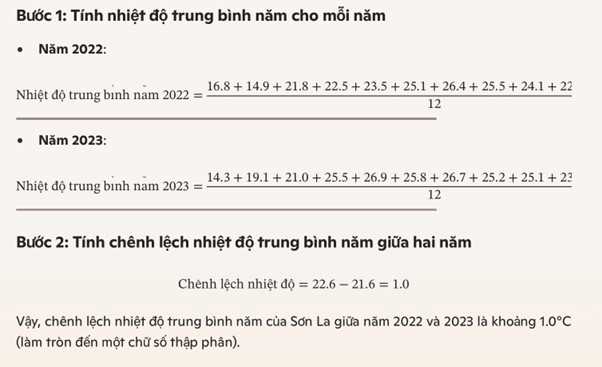 Bước 1: Tính nhiệt độ trung bình năm cho mỗi năm
• Năm 2022:
16.8 + 14.9 + 21.8 + 22.5 + 23.5 + 25.1 + 26.4 + 25.5 + 24.1 + 22
Nhiệt độ trung bình năm 2022 =
12
• Năm 2023:
14.3 + 19.1 + 21.0 + 25.5 + 26.9 + 25.8 + 26.7 + 25.2 + 25.1 + 23
Nhiệt độ trung bình năm 2023 =
12
Bước 2: Tính chênh lệch nhiệt độ trung bình năm giữa hai năm
Chênh lệch nhiệt độ = 22.6 − 21.6 = 1.0
Vậy, chênh lệch nhiệt độ trung bình năm của Sơn La giữa năm 2022 và 2023 là khoảng 1.0°C
(làm tròn đến một chữ số thập phân).